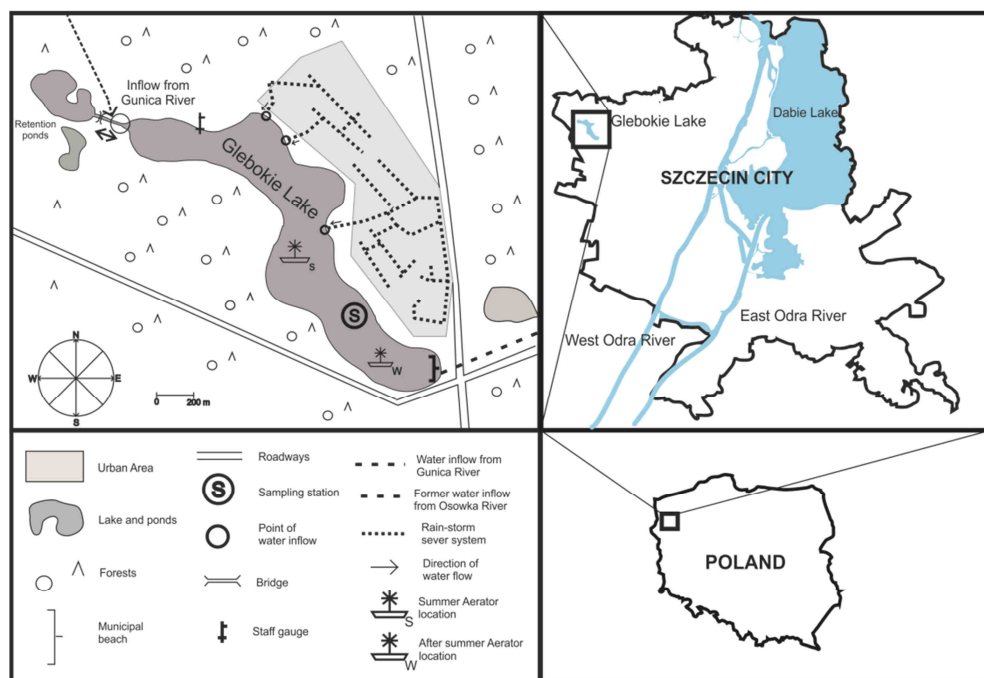 Inflow from
Gunica River
Retention
ponds
Glebokie Lake
S
S
W
N
W
E
S
0
200 m
Glebokie Lake
Dabie Lake
SZCZECIN CITY
West Odra River
East Odra River
Urban Area
Lake and ponds
Forests
Municipal
beach
Roadways
S
Sampling station
Point of
water inflow
Bridge
Staff gauge
Water inflow from
Gunica River
Former water inflow
from Osowka River
Rain-storm
sever system
Direction of
water flow
Summer Aerator
location
S
After summer Aerator
location
W
POLAND